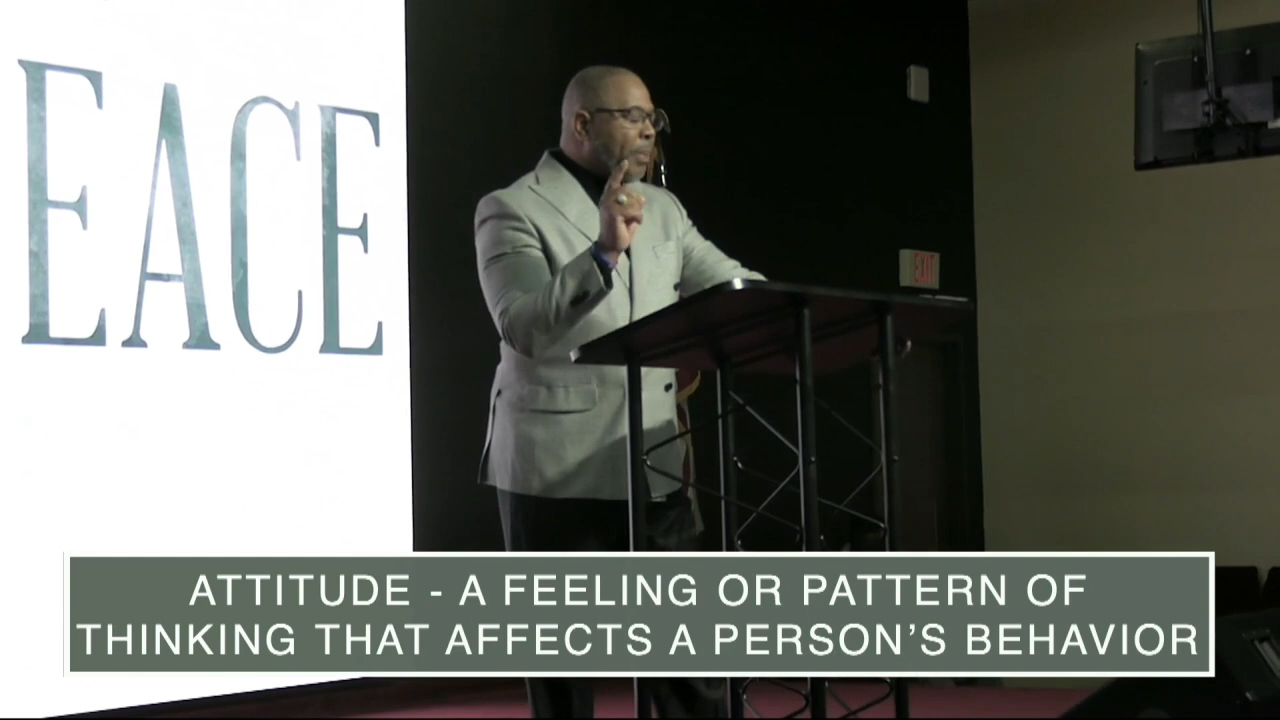 EACE
EXIT
ATTITUDE - A FEELING OR PATTERN OF
THINKING THAT AFFECTS A PERSON'S BEHAVIOR